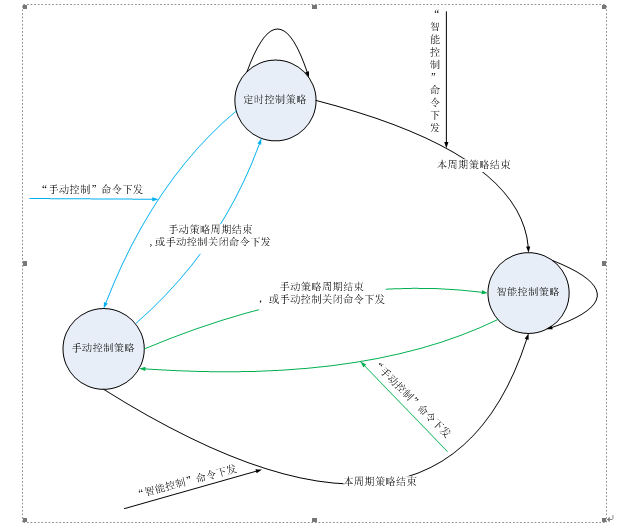 “智能控制”命令下发
定时控制策略
本周期策略结束
“手动控制”命令下发
手动策略周期结束
,或手动控制关闭命令下发
手动策略周期结束
，或手动控制关闭命令下发
智能控制策略
手动控制策略
“手动控制”命令下发
“智能控制”命令下发
本周期策略结束